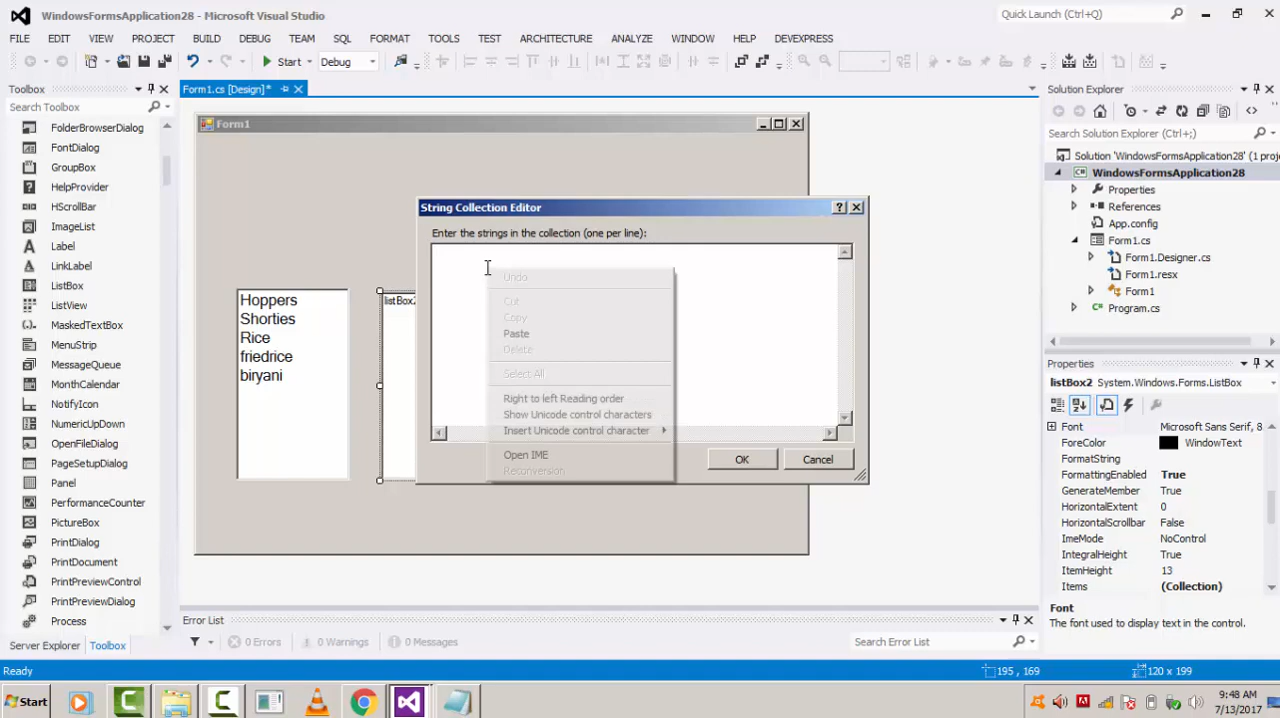 WindowsFormsApplication28 - Microsoft Visual Studio
Quick Launch (Ctrl+Q)
FILE EDIT VIEW PROJECT BUILD DEBUG TEAM SQL FORMAT TOOLS TEST ARCHITECTURE ANALYZE WINDOW HELP DEVEXPRESS
Start Debug
Toolbox
Search Toolbox
FolderBrowserDialog
FontDialog
GroupBox
HelpProvider
HScrollBar
ImageList
Label
LinkLabel
ListBox
ListView
MaskedTextBox
MenuStrip
MessageQueue
MonthCalendar
NotifyIcon
NumericUpDown
OpenFileDialog
PageSetupDialog
Panel
PerformanceCounter
PictureBox
PrintDialog
PrintDocument
PrintPreviewControl
PrintPreviewDialog
Process
Server Explorer Toolbox
Form1.cs [Design]*
Form1
Hoppers
Shorties
Rice
friedrice
biryani
listBox2
String Collection Editor
Enter the strings in the collection (one per line):
Undo
Cut
Copy
Paste
Delete
Select All
Right to left Reading order
Show Unicode control characters
Insert Unicode control character
Open IME
Reconversion
OK Cancel
Error List
0 Errors 0 Warnings 0 Messages
Search Error List
Solution Explorer
Search Solution Explorer (Ctrl+;)
Solution 'WindowsFormsApplication28' (1 proje
WindowsFormsApplication28
Properties
References
App.config
Form1.cs
Form1.Designer.cs
Form1.resx
Form1
Program.cs
Properties
listBox2 System.Windows.Forms.ListBox
Font Microsoft Sans Serif, 8
ForeColor WindowText
FormatString
FormattingEnabled True
GenerateMember True
HorizontalExtent 0
HorizontalScrollbar False
ImeMode NoControl
IntegralHeight True
ItemHeight 13
Items (Collection)
Font
The font used to display text in the control.
Ready
195 , 169
120 x 199
Start
9:48 AM
7/13/2017